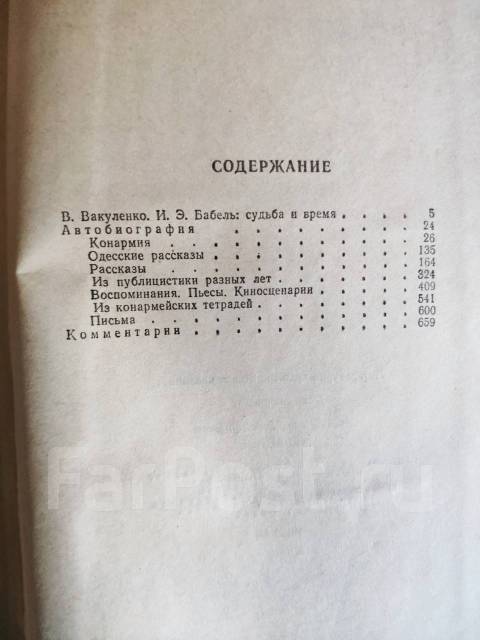 СОДЕРЖАНИЕ
В. Вакуленко. И. Э. Бабель: судьба и время . . . . 5
Автобиография . . . . . . . . . 24
Конармия . . . . . . . . . . 26
Одесские рассказы . . . . . . . . 135
Рассказы . . . . . . . . . . 164
Из публицистики разных лет . . . . . . 324
Воспоминания. Пьесы. Киносценарии . . . . . 409
Из конармейских тетрадей . . . . . . . 541
Письма . . . . . . . . . . 600
Комментарии . . . . . . . . . . 659
FarPost.ru